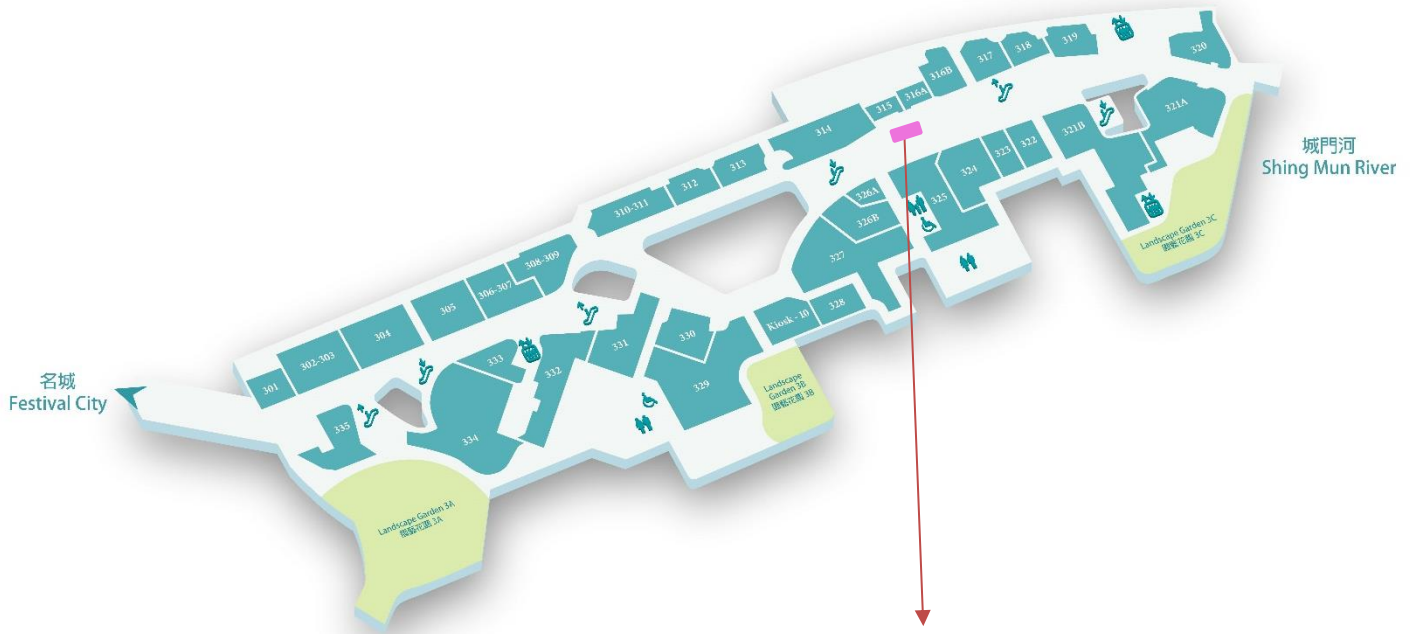 320
319
318
317
316B
316A
315
314
321A
321B
322
323
324
325
326A
326B
327
313
312
310-311
308-309
306-307
305
304
302-303
301
328
Kiosk - 10
330
329
331
332
333
334
335
城門河
Shing Mun River
Landscape Garden 3C
園藝花園 3C
Landscape
Garden 3B
園藝花園 3B
名城
Festival City
Landscape Garden 3A
園藝花園 3A